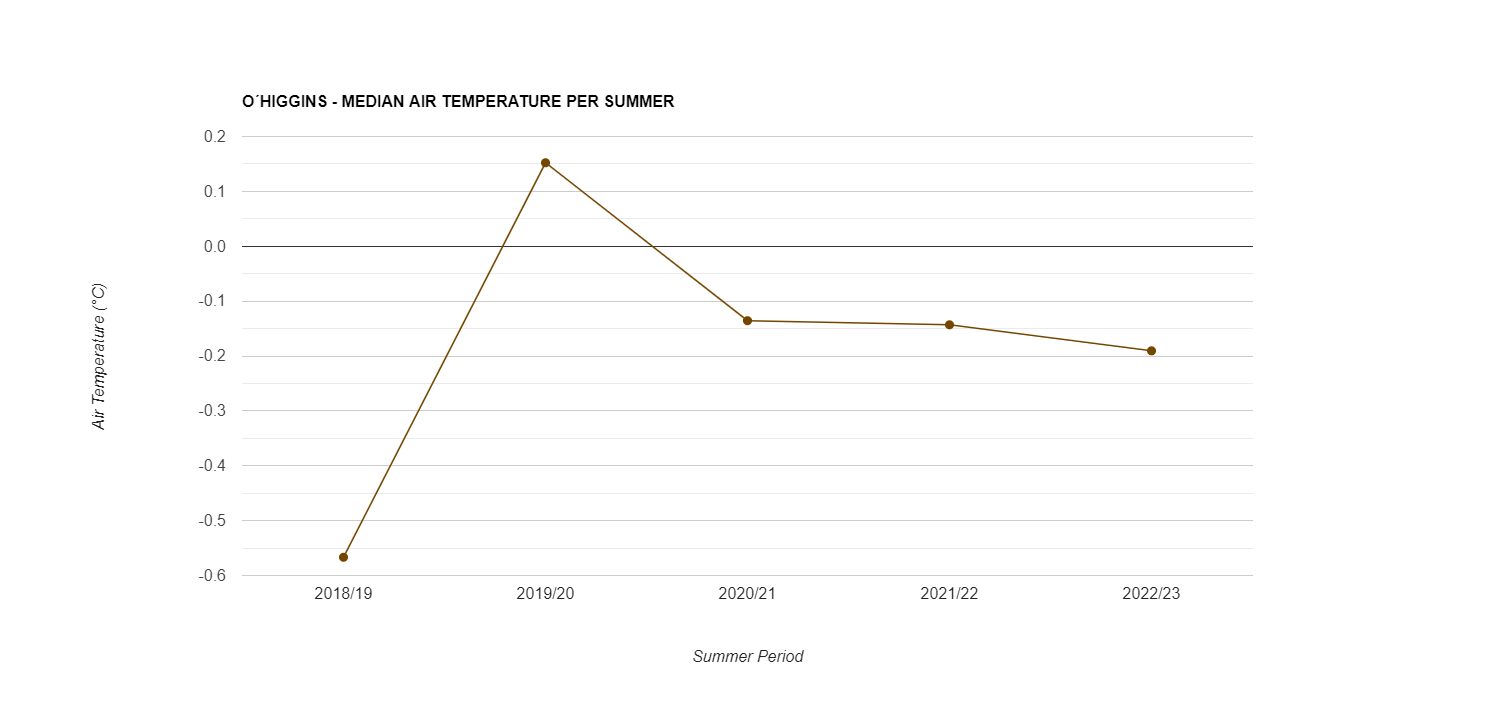 O´HIGGINS - MEDIAN AIR TEMPERATURE PER SUMMER
0.2
0.1
0.0
-0.1
-0.2
-0.3
-0.4
-0.5
-0.6
Air Temperature (°C)
2018/19 2019/20 2020/21 2021/22 2022/23
Summer Period